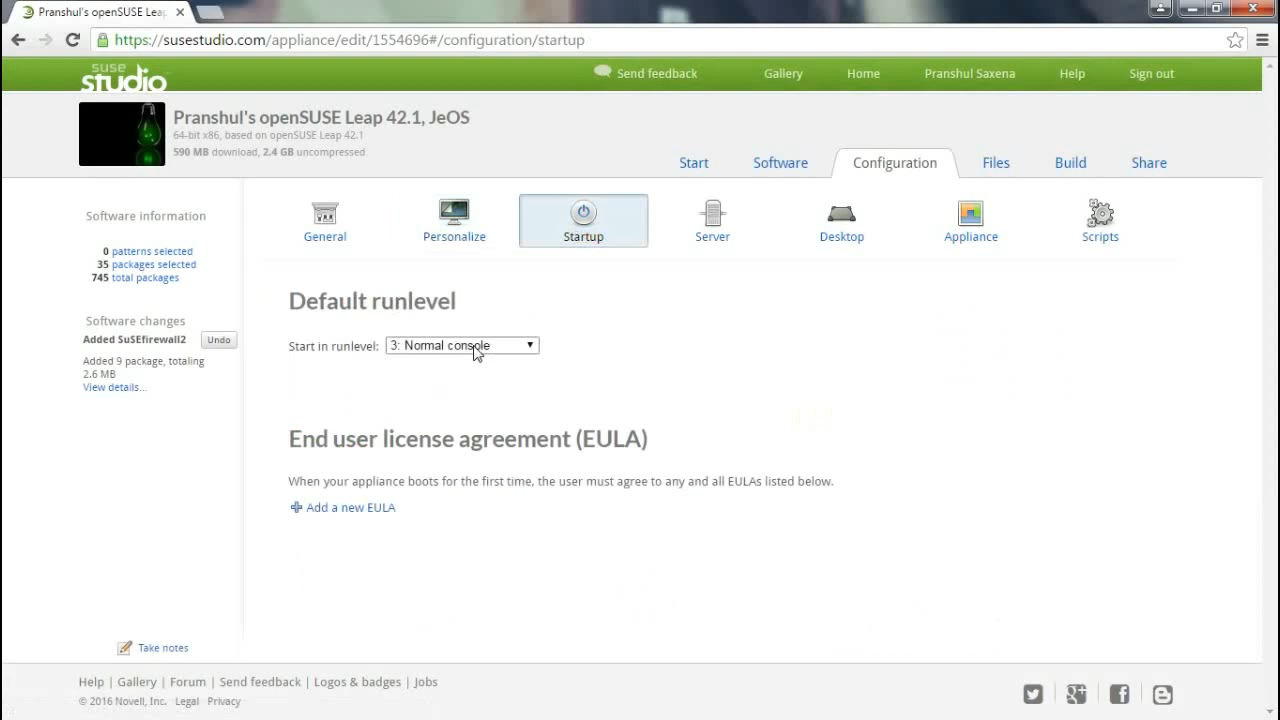 Pranshul's openSUSE Lea
https://susestudio.com/appliance/edit/1554696#/configuration/startup
suse
studio
Send feedback Gallery Home Pranshul Saxena Help Sign out
Pranshul's openSUSE Leap 42.1, JeOS
64-bit x86, based on openSUSE Leap 42.1
590 MB download, 2.4 GB uncompressed
Start Software Configuration Files Build Share
General Personalize Startup Server Desktop Appliance Scripts
Software information
0 patterns selected
35 packages selected
745 total packages
Software changes
Added SuSEfirewall2 Undo
Added 9 package, totaling
2.6 MB
View details...
Take notes
Default runlevel
Start in runlevel: 3: Normal console
End user license agreement (EULA)
When your appliance boots for the first time, the user must agree to any and all EULAs listed below.
Add a new EULA
Help | Gallery | Forum | Send feedback | Logos & badges | Jobs
© 2016 Novell, Inc. Legal Privacy